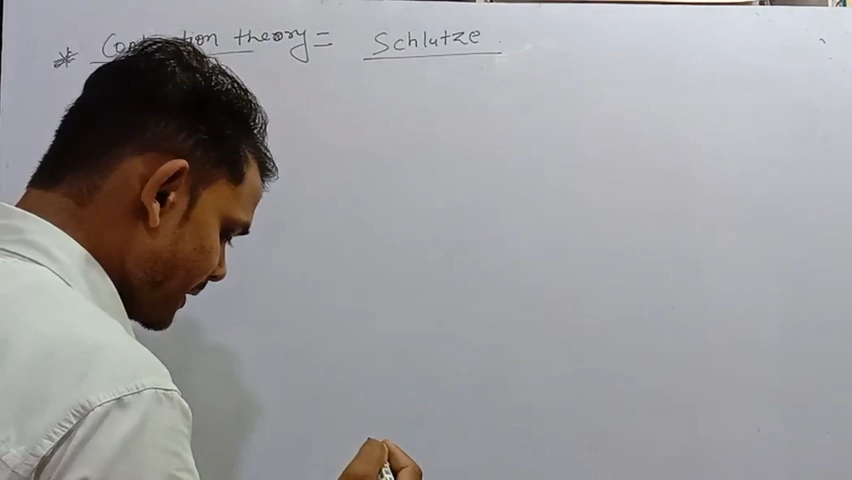 * theory = Schlutze